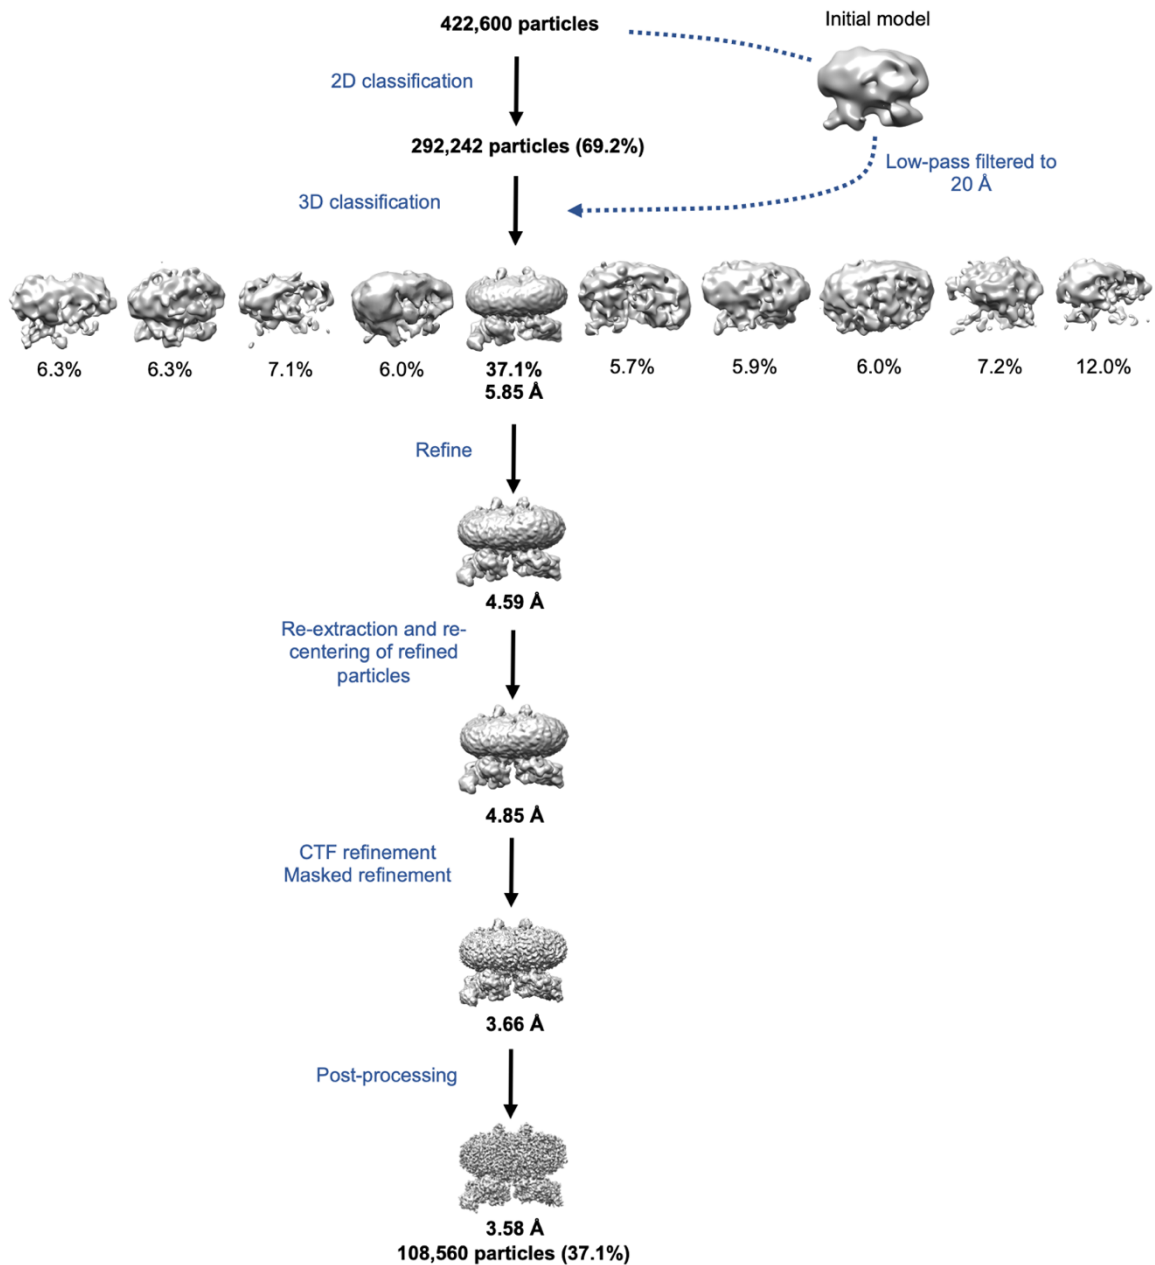 422,600 particles
Initial model
2D classification
292,242 particles (69.2%)
Low-pass filtered to
20 Å
3D classification
6.3%
6.3%
7.1%
6.0%
37.1%
5.85 Å
5.7%
5.9%
6.0%
7.2%
12.0%
Refine
4.59 Å
Re-extraction and re-
centering of refined
particles
4.85 Å
CTF refinement
Masked refinement
3.66 Å
Post-processing
3.58 Å
108,560 particles (37.1%)